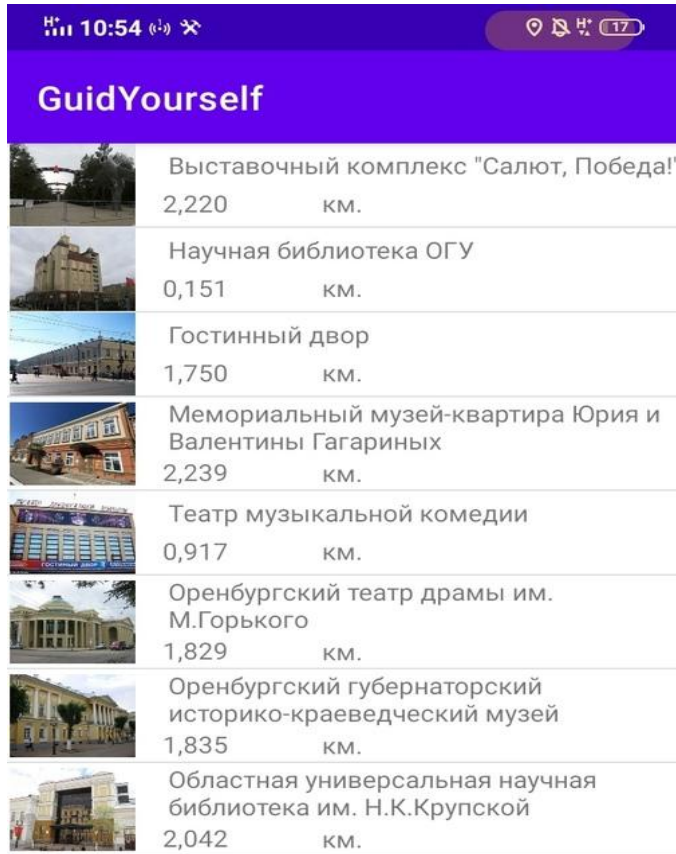 10:54
17
GuidYourself
Выставочный комплекс "Салют, Победа!"
2,220 км.
Научная библиотека ОГУ
0,151 км.
Гостинный двор
1,750 км.
Мемориальный музей-квартира Юрия и
Валентины Гагариных
2,239 км.
Театр музыкальной комедии
0,917 км.
Оренбургский театр драмы им.
М.Горького
1,829 км.
Оренбургский губернаторский
историко-краеведческий музей
1,835 км.
Областная универсальная научная
библиотека им. Н.К.Крупской
2,042 км.